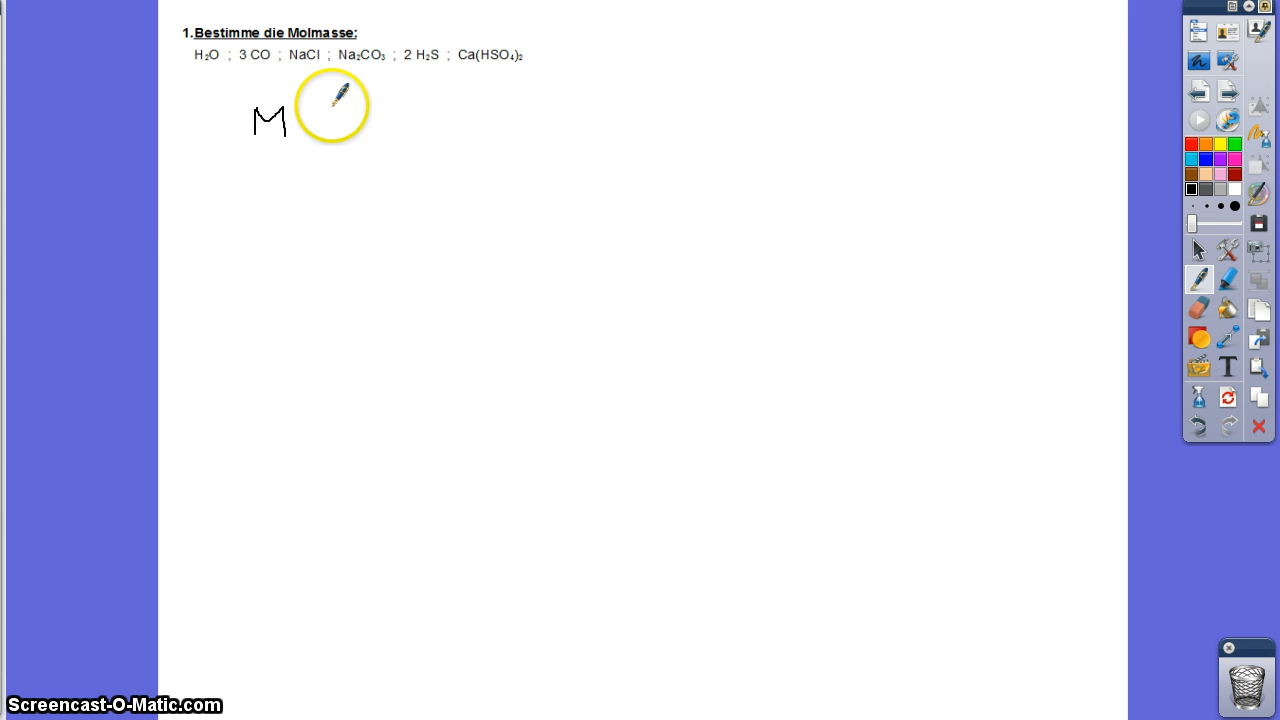 1.Bestimme die Molmasse:
H₂O ; 3 CO ; NaCl ; Na₂CO₃ ; 2 H₂S ; Ca(HSO₄)₂
M
T
Screencast-O-Matic.com